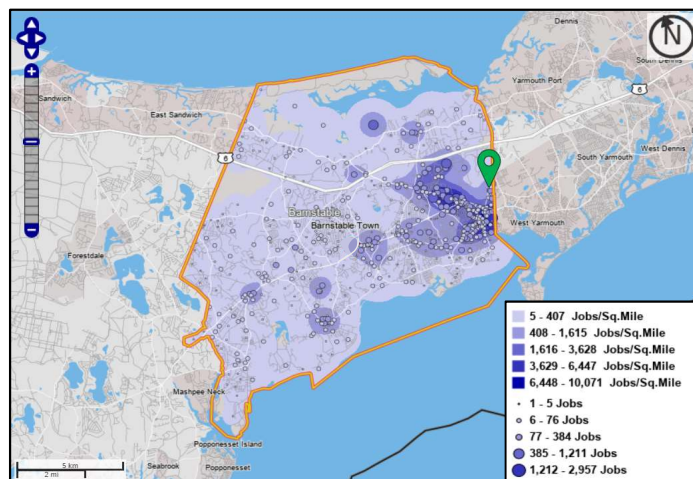 Dennis
N
South Dennis
Yarmouth Port
6
Sandwich
East Sandwich
West Dennis
6
South Yarmouth
Barnstable
Barnstable Town
West Yarmouth
Forestdale
5 - 407 Jobs/Sq.Mile
408 - 1,615 Jobs/Sq.Mile
1,616 - 3,628 Jobs/Sq.Mile
3,629 - 6,447 Jobs/Sq.Mile
6,448 - 10,071 Jobs/Sq.Mile
1 - 5 Jobs
6 - 76 Jobs
77 - 384 Jobs
385 - 1,211 Jobs
1,212 - 2,957 Jobs
Mashpee Neck
Popponesset Island
Seabrook
Popponesset
5 km
2 mi